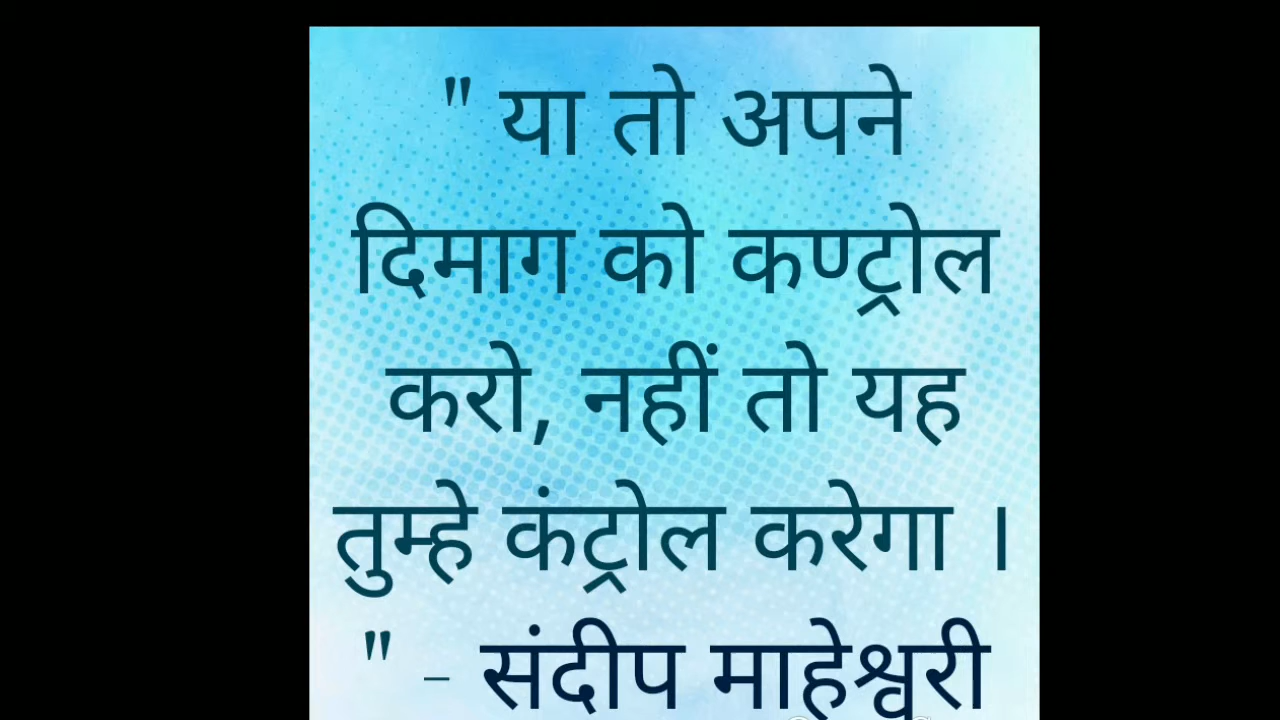 " या तो अपने
दिमाग को कण्ट्रोल
करो, नहीं तो यह
तुम्हे कंट्रोल करेगा ।
" - संदीप माहेश्वरी